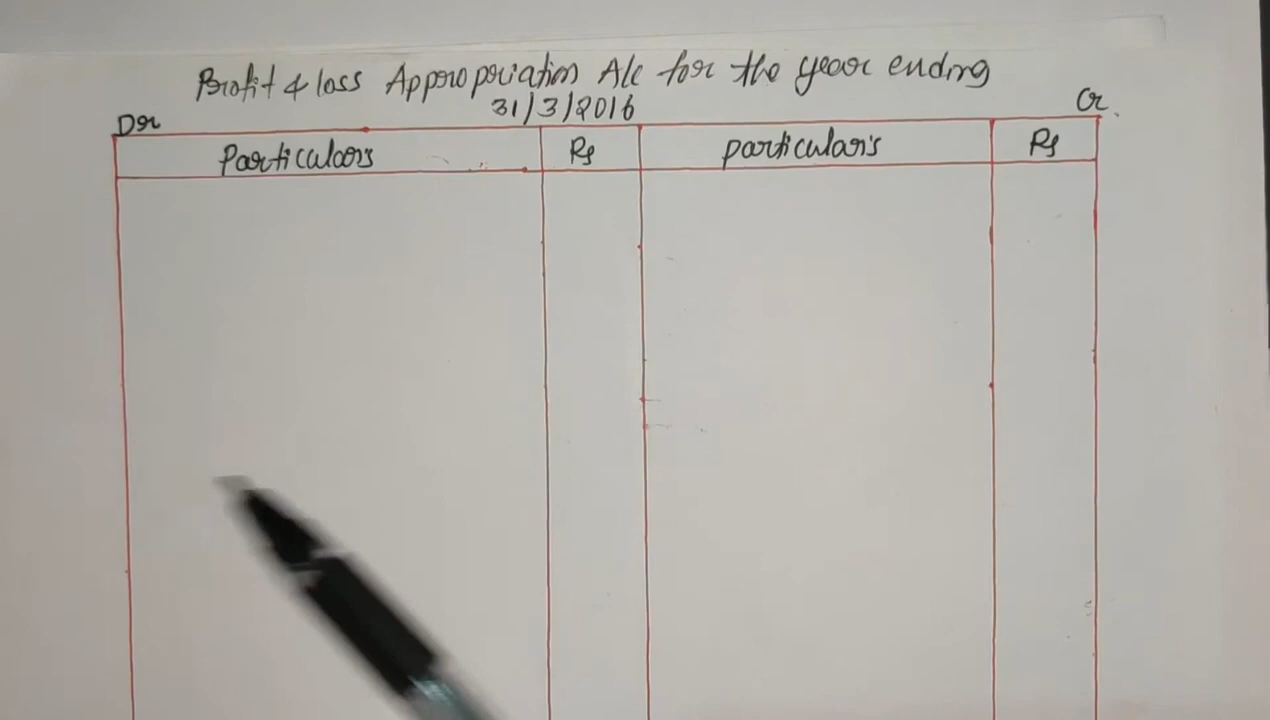 Profit & loss Appropriation A/c for the year ending
31/3/2016
Dr
Cr.
Particulars Rs particulars Rs